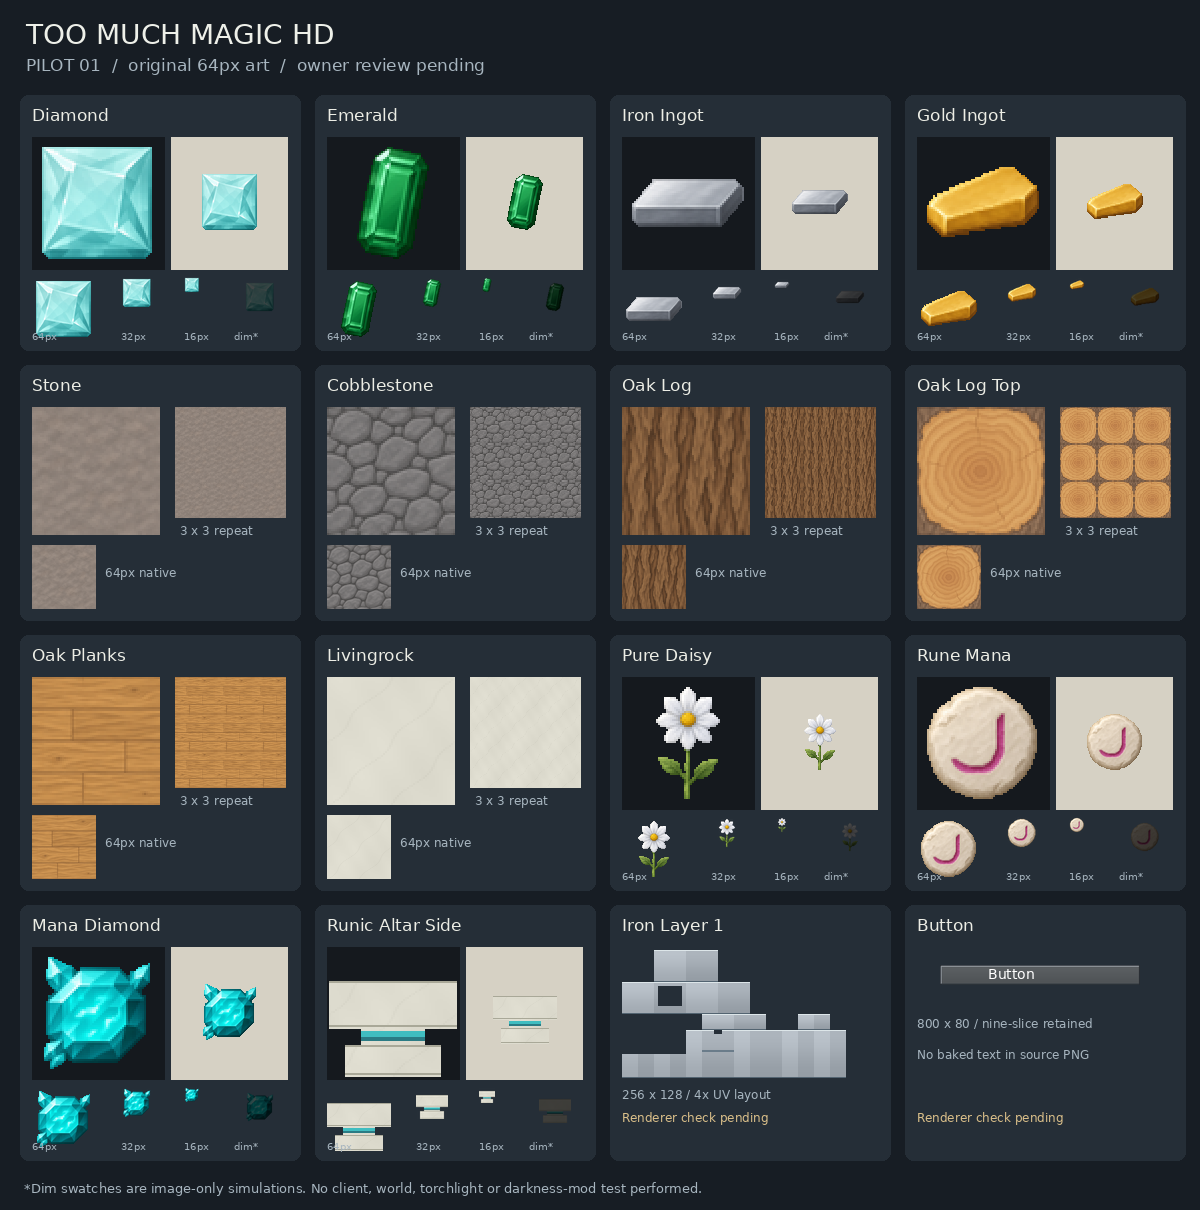 TOO MUCH MAGIC HD
PILOT 01 / original 64px art / owner review pending
Diamond
64px 32px 16px dim*
Emerald
64px 32px 16px dim*
Iron Ingot
64px 32px 16px dim*
Gold Ingot
64px 32px 16px dim*
Stone
3 x 3 repeat
64px native
Cobblestone
3 x 3 repeat
64px native
Oak Log
3 x 3 repeat
64px native
Oak Log Top
3 x 3 repeat
64px native
Oak Planks
3 x 3 repeat
64px native
Livingrock
3 x 3 repeat
64px native
Pure Daisy
64px 32px 16px dim*
Rune Mana
64px 32px 16px dim*
Mana Diamond
64px 32px 16px dim*
Runic Altar Side
64px 32px 16px dim*
Iron Layer 1
256 x 128 / 4x UV layout
Renderer check pending
Button
Button
800 x 80 / nine-slice retained
No baked text in source PNG
Renderer check pending
*Dim swatches are image-only simulations. No client, world, torchlight or darkness-mod test performed.